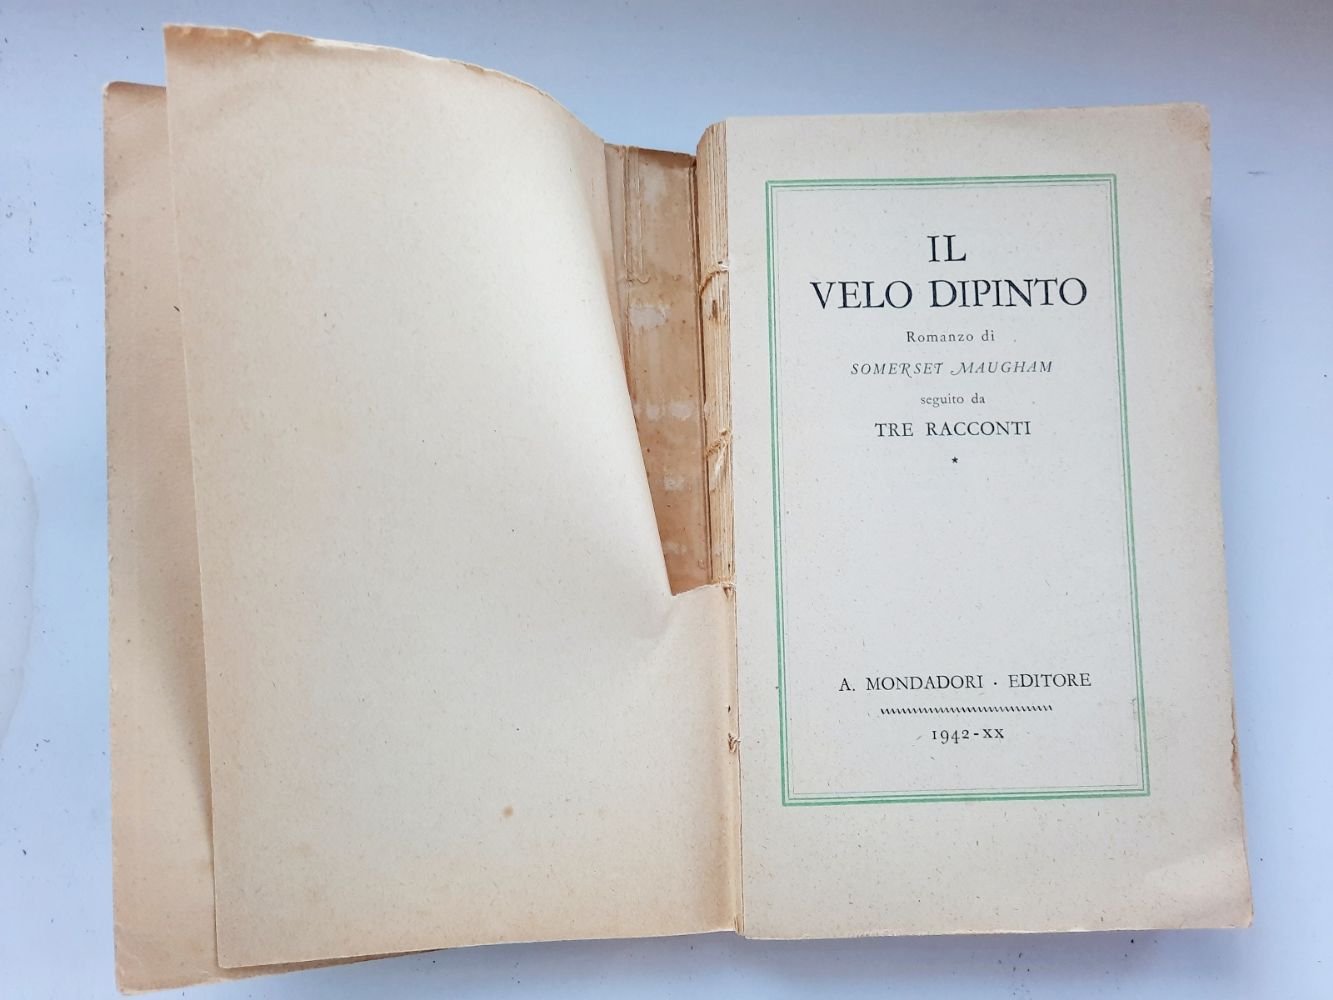 IL
VELO DIPINTO
Romanzo di
SOMERSET MAUGHAM
seguito da
TRE RACCONTI
★
A. MONDADORI · EDITORE
1942-XX